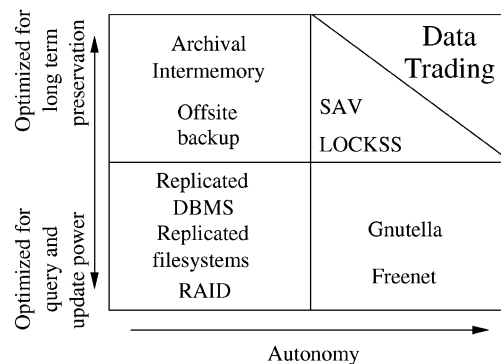 Optimized for
long term
preservation
Archival
Intermemory
Offsite
backup
Data
Trading
SAV
LOCKSS
Optimized for
query and
update power
Replicated
DBMS
Replicated
filesystems
RAID
Gnutella
Freenet
Autonomy